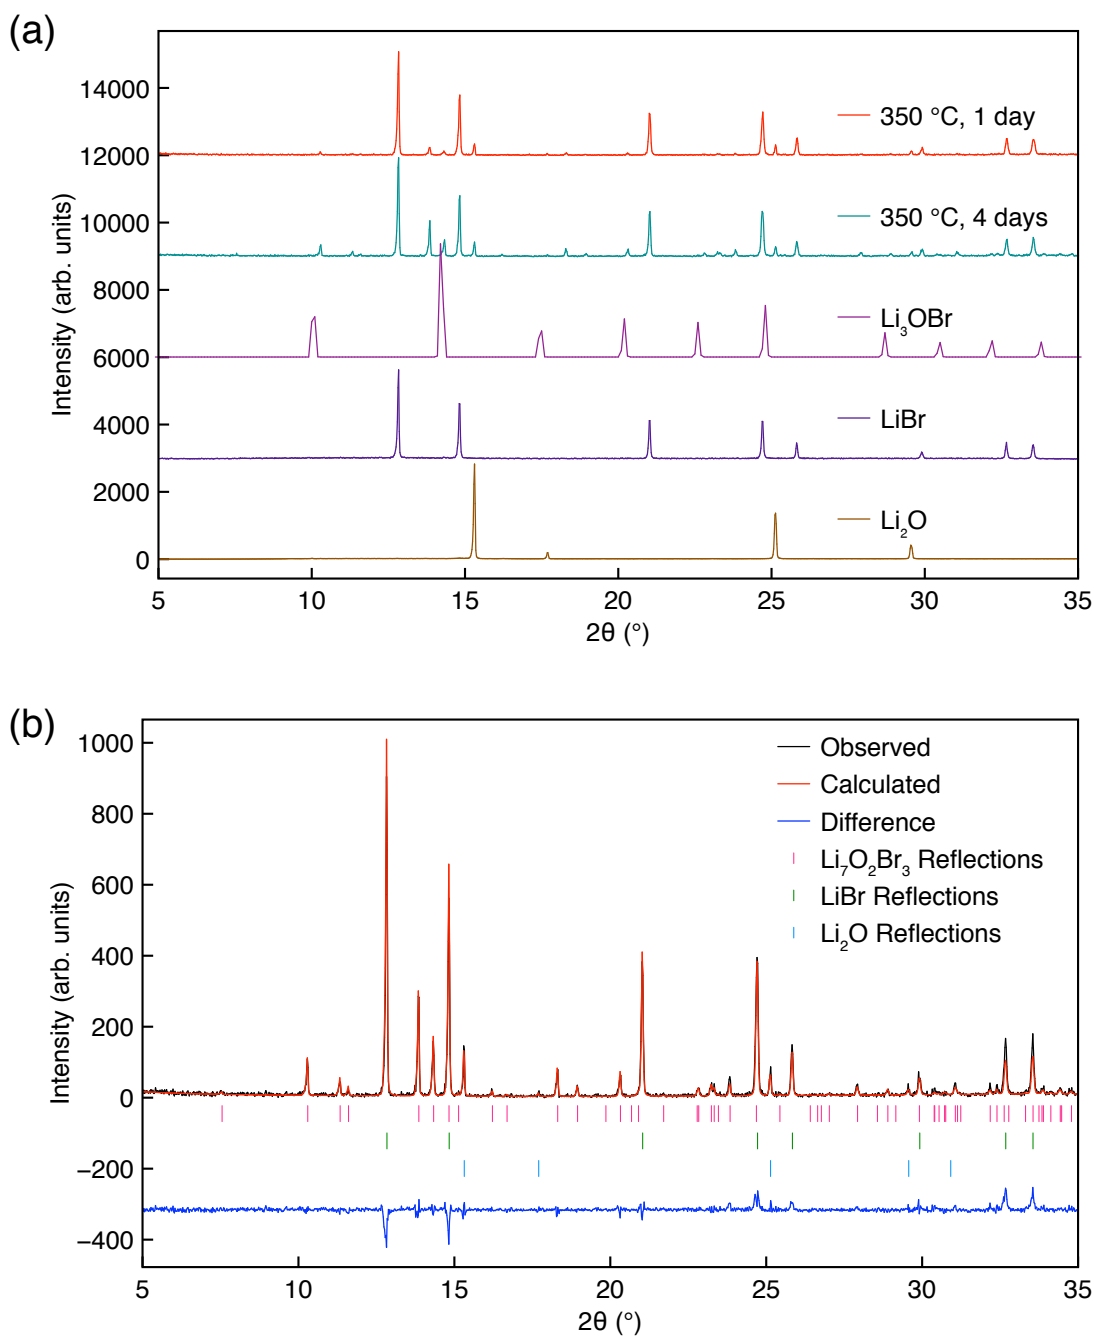 (a)
14000
12000
10000
8000
6000
4000
2000
0
Intensity (arb. units)
350 °C, 1 day
350 °C, 4 days
Li₃OBr
LiBr
Li₂O
5 10 15 20 25 30 35
2θ (°)
(b)
1000
800
600
400
200
0
−200
−400
Intensity (arb. units)
Observed
Calculated
Difference
Li₇O₂Br₃ Reflections
LiBr Reflections
Li₂O Reflections
5 10 15 20 25 30 35
2θ (°)